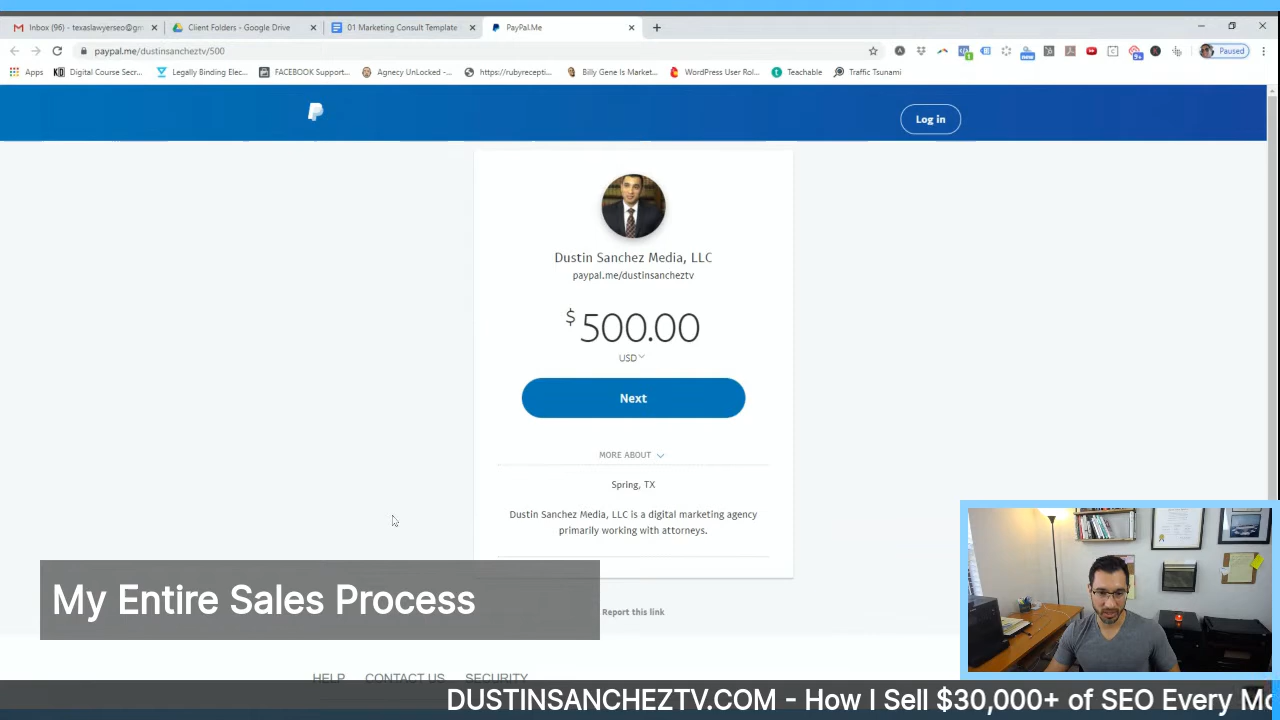 Inbox (96) - texaslawyerseo@gm
Client Folders - Google Drive
01 Marketing Consult Template
PayPal.Me
paypal.me/dustinsancheztv/500
Paused
Apps
Digital Course Secr...
Legally Binding Elec...
FACEBOOK Support...
Agnecy UnLocked -...
https://rubyrecepti...
Billy Gene Is Market...
WordPress User Rol...
Teachable
Traffic Tsunami
Log in
Dustin Sanchez Media, LLC
paypal.me/dustinsancheztv
$500.00
USD
Next
MORE ABOUT
Spring, TX
Dustin Sanchez Media, LLC is a digital marketing agency
primarily working with attorneys.
My Entire Sales Process
Report this link
HELP CONTACT US SECURITY
DUSTINSANCHEZTV.COM - How I Sell $30,000+ of SEO Every Mo